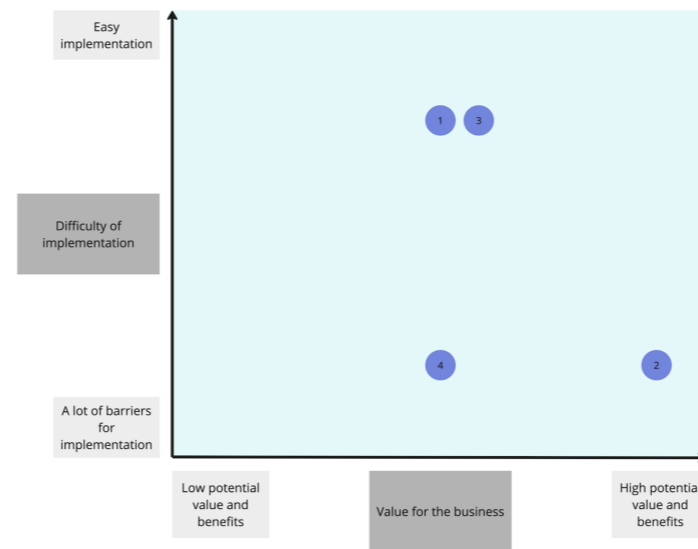 Easy
implementation
1
3
Difficulty of
implementation
4
2
A lot of barriers
for
implementation
Low potential
value and
benefits
Value for the business
High potential
value and
benefits